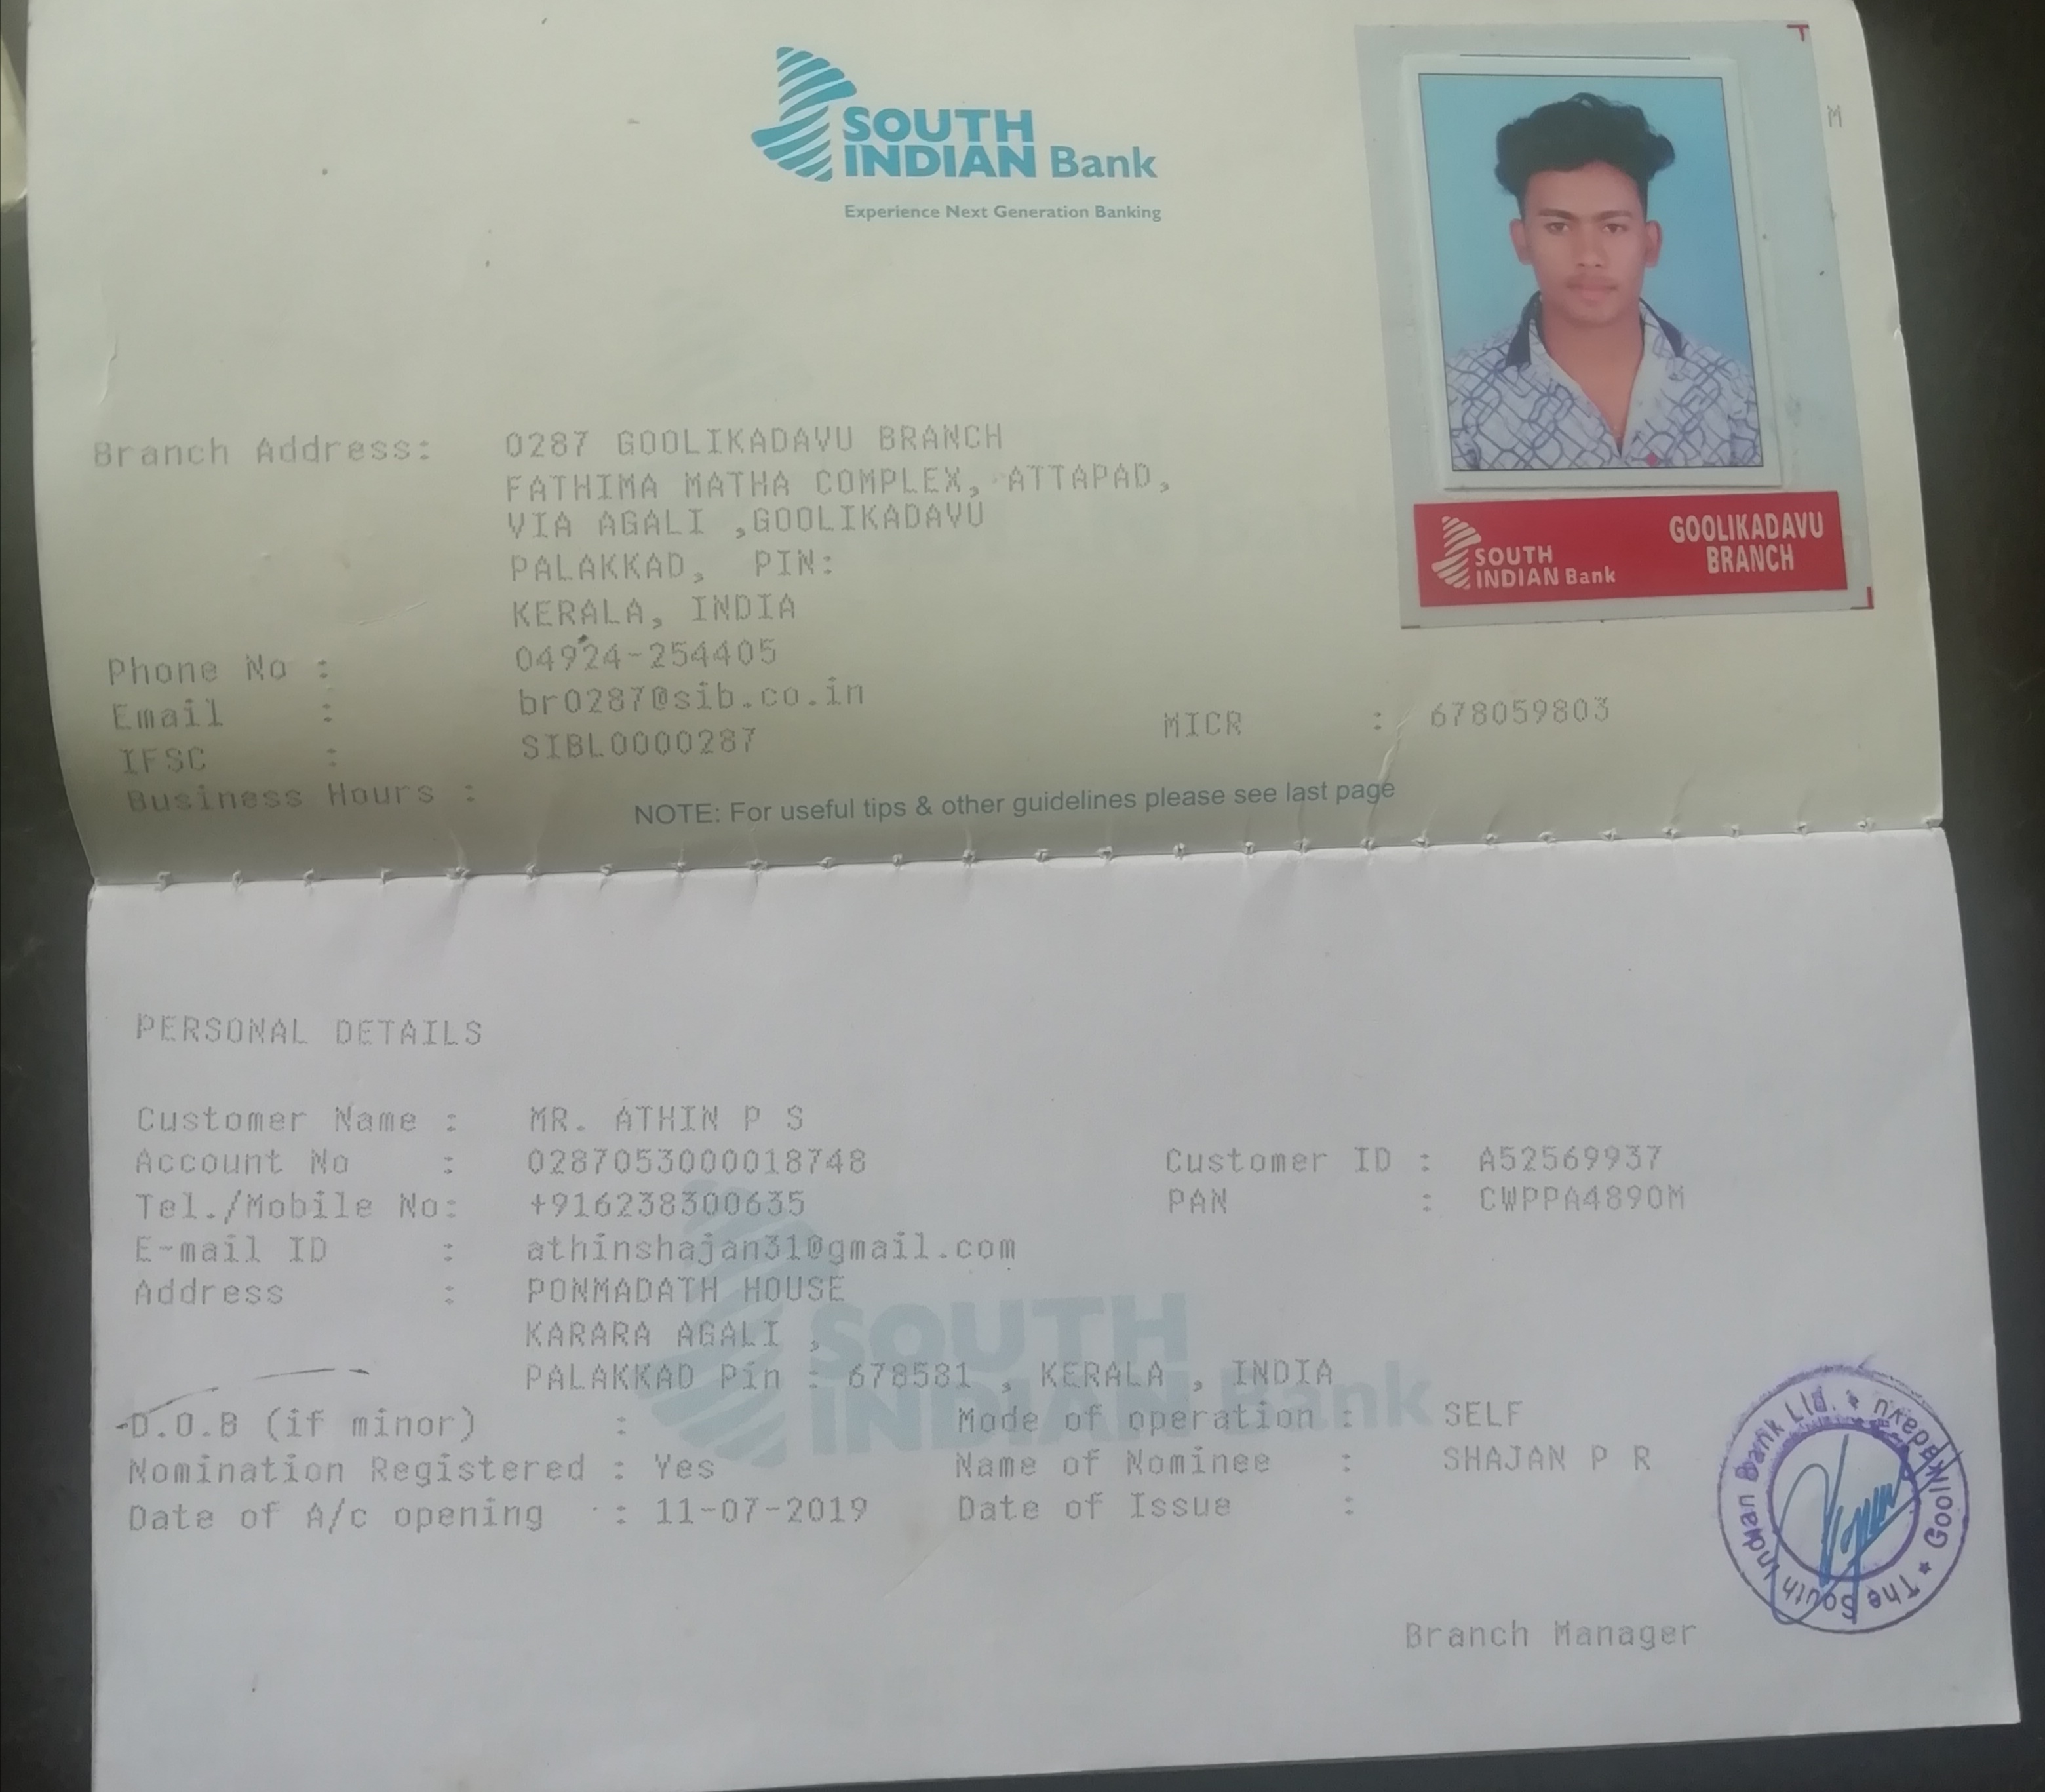 SOUTH
INDIAN Bank
Experience Next Generation Banking
M
Branch Address: 0287 GOOLIKADAVU BRANCH
FATHIMA MATHA COMPLEX, ATTAPAD,
VIA AGALI ,GOOLIKADAVU
PALAKKAD, PIN:
KERALA, INDIA
GOOLIKADAVU
BRANCH
SOUTH
INDIAN Bank
Phone No : 04924-254405
Email : br0287@sib.co.in
IFSC : SIBL0000287 MICR : 678059803
Business Hours :
NOTE: For useful tips & other guidelines please see last page
PERSONAL DETAILS
Customer Name : MR. ATHIN P S
Account No : 0287053000018748 Customer ID : A52569937
Tel./Mobile No: +916238300635 PAN : CWPPA4890M
E-mail ID : athinshajan31@gmail.com
Address : PONMADATH HOUSE
KARARA AGALI ,
PALAKKAD Pin : 678581 , KERALA , INDIA
SOUTH
INDIAN Bank
D.O.B (if minor) : Mode of operation : SELF
Nomination Registered : Yes Name of Nominee : SHAJAN P R
Date of A/c opening : 11-07-2019 Date of Issue :
The South Indian Bank Ltd. * Goolikadavu *
Branch Manager